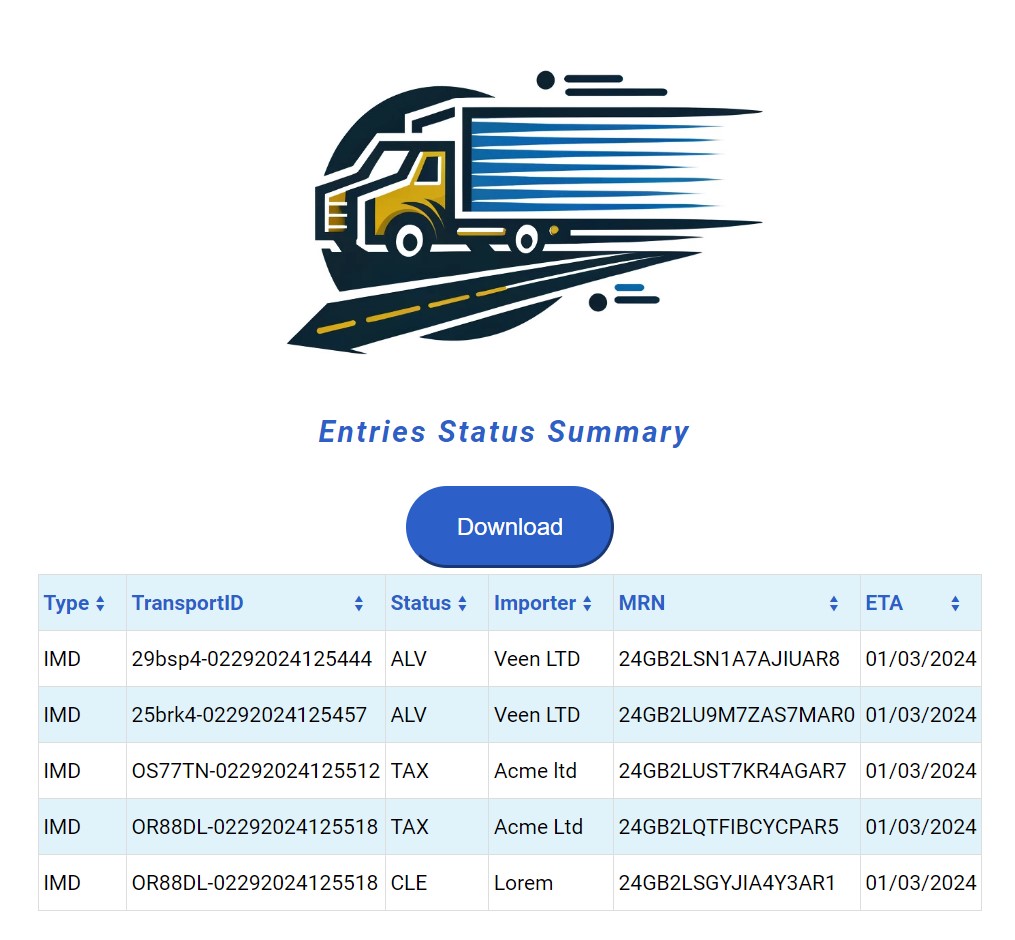 Entries Status Summary
Download
Type TransportID Status Importer MRN ETA
IMD 29bsp4-02292024125444 ALV Veen LTD 24GB2LSN1A7AJIUAR8 01/03/2024
IMD 25brk4-02292024125457 ALV Veen LTD 24GB2LU9M7ZAS7MAR0 01/03/2024
IMD OS77TN-02292024125512 TAX Acme ltd 24GB2LUST7KR4AGAR7 01/03/2024
IMD OR88DL-02292024125518 TAX Acme Ltd 24GB2LQTFIBCYCPAR5 01/03/2024
IMD OR88DL-02292024125518 CLE Lorem 24GB2LSGYJIA4Y3AR1 01/03/2024